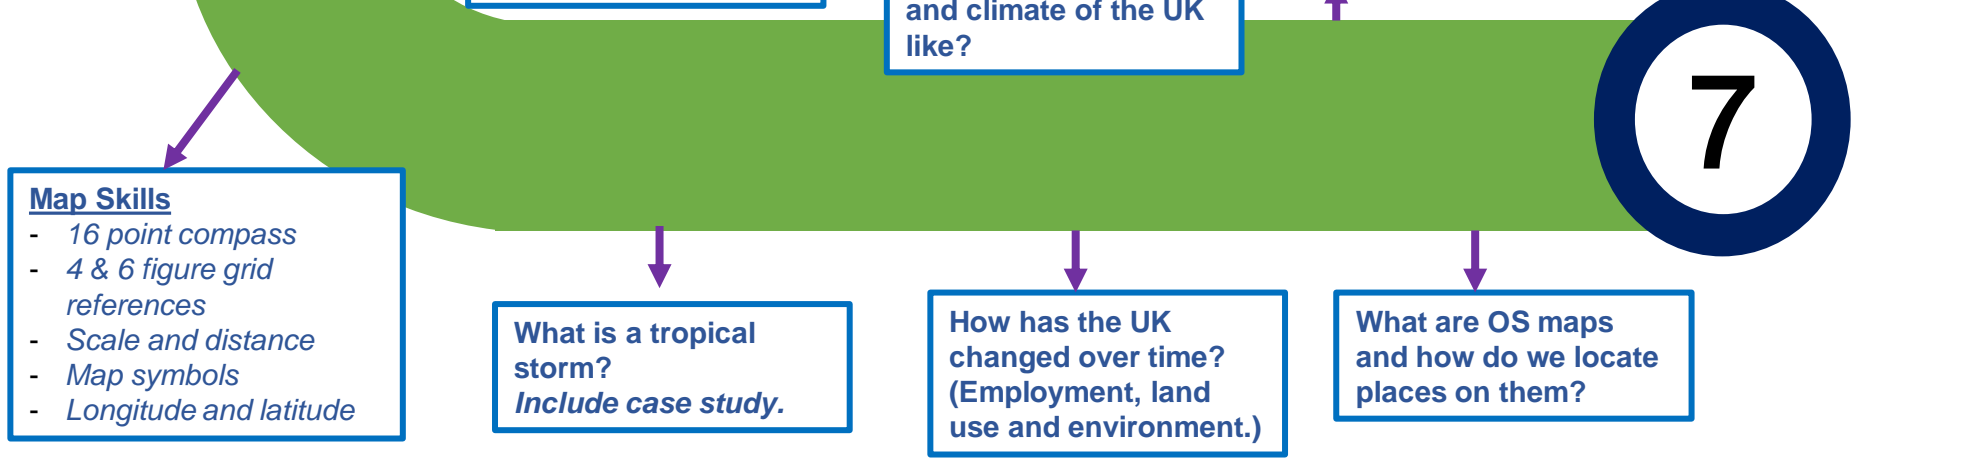 and climate of the UK
like?
7
Map Skills
- 16 point compass
- 4 & 6 figure grid
references
- Scale and distance
- Map symbols
- Longitude and latitude
What is a tropical
storm?
Include case study.
How has the UK
changed over time?
(Employment, land
use and environment.)
What are OS maps
and how do we locate
places on them?